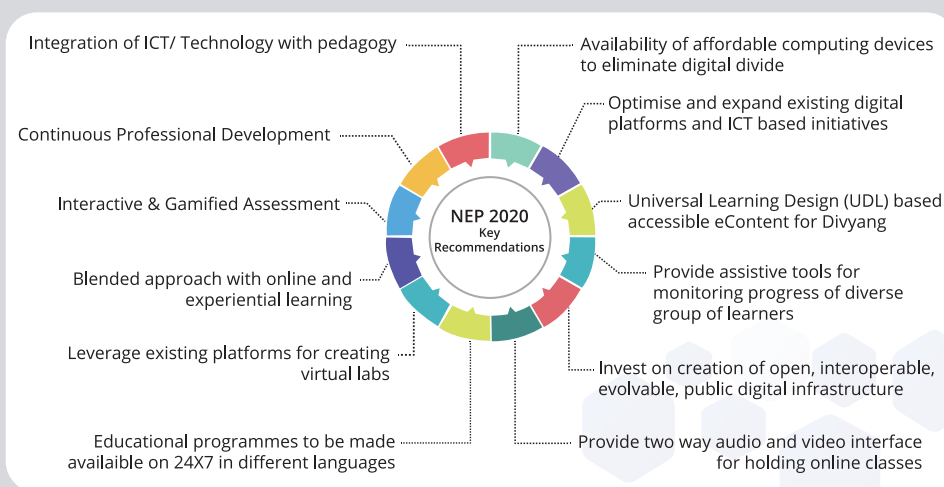 Integration of ICT/ Technology with pedagogy
Continuous Professional Development
Interactive & Gamified Assessment
Blended approach with online and
experiential learning
Leverage existing platforms for creating
virtual labs
Educational programmes to be made
availaible on 24X7 in different languages
NEP 2020
Key
Recommendations
Availability of affordable computing devices
to eliminate digital divide
Optimise and expand existing digital
platforms and ICT based initiatives
Universal Learning Design (UDL) based
accessible eContent for Divyang
Provide assistive tools for
monitoring progress of diverse
group of learners
Invest on creation of open, interoperable,
evolvable, public digital infrastructure
Provide two way audio and video interface
for holding online classes